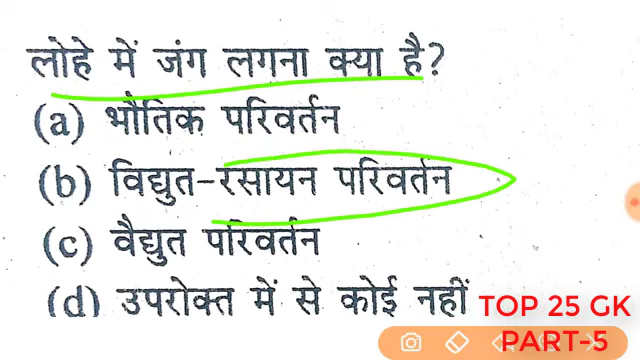 लोहे में जंग लगना क्या है?
(a) भौतिक परिवर्तन
(b) विद्युत-रसायन परिवर्तन
(c) वैद्युत परिवर्तन
(d) उपरोक्त में से कोई नहीं
TOP 25 GK
PART-5